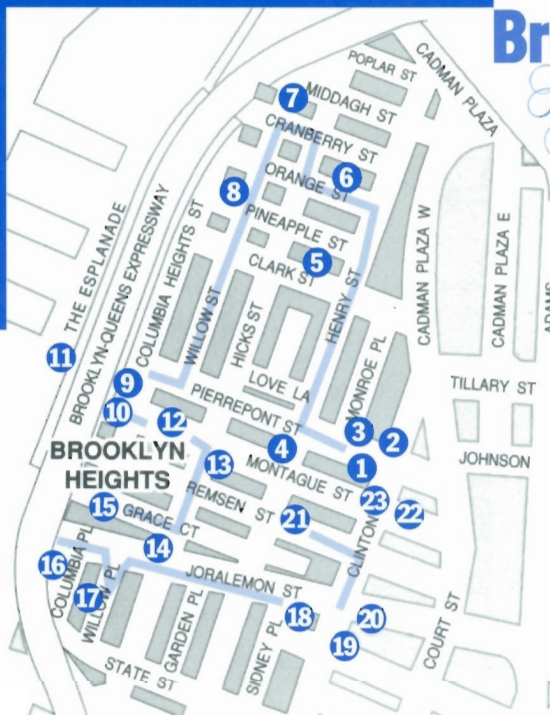 Br
POPLAR ST
CADMAN PLAZA
7
MIDDAGH ST
CRANBERRY ST
6
ORANGE ST
8
PINEAPPLE ST
5
CLARK ST
THE ESPLANADE
BROOKLYN-QUEENS EXPRESSWAY
COLUMBIA HEIGHTS ST
WILLOW ST
HICKS ST
HENRY ST
CADMAN PLAZA W
CADMAN PLAZA E
ADAMS
11
9
10
LOVE LA
MONROE PL
TILLARY ST
12
PIERREPONT ST
3
2
4
BROOKLYN
HEIGHTS
13
MONTAGUE ST
1
JOHNSON
15
REMSEN ST
23
22
21
GRACE CT
14
CLINTON
16
COLUMBIA PL
17
WILLOW PL
JORALEMON ST
GARDEN PL
18
SIDNEY PL
20
19
COURT ST
STATE ST